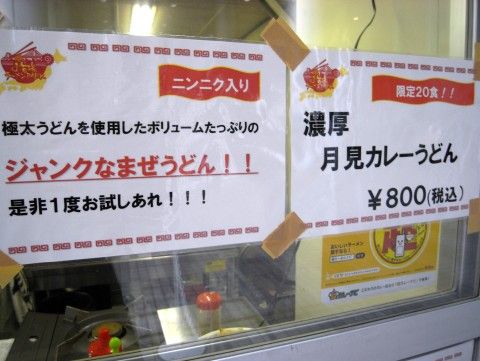 ニンニク入り
極太うどんを使用したボリュームたっぷりの
ジャンクなまぜうどん！！
是非1度お試しあれ！！！
限定20食！！
濃厚
月見カレーうどん
￥800(税込)